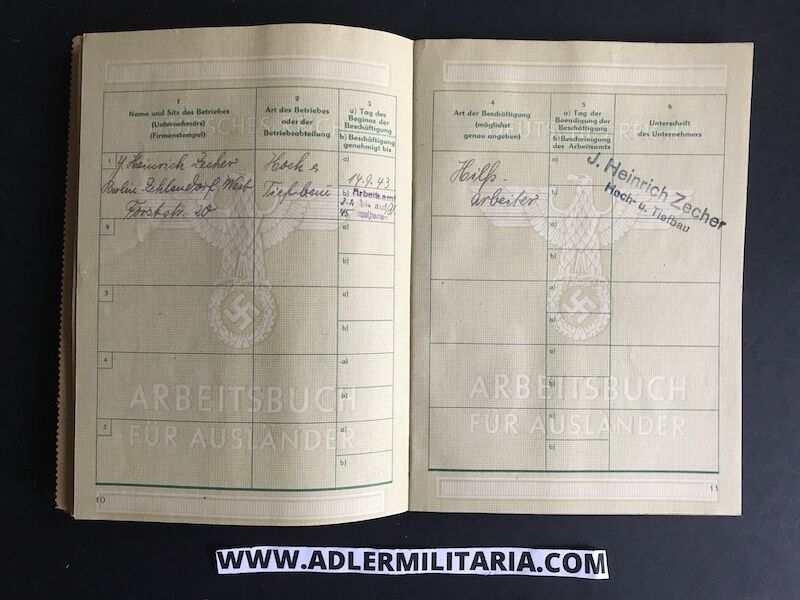 1
Name und Sitz des Betriebes
(Unternehmers)
(Firmenstempel)
2
Art des Betriebes
oder der
Betriebsabteilung
3
a) Tag des
Beginns der
Beschäftigung
b) Beschäftigung
genehmigt bis
1
J. Heinrich Zecher
Berlin Zehlendorf West
Forststr. 20
Hoch u
Tiefbau
a)
14.9.43
b) Arbeitsamt
45
2
a)
b)
3
a)
b)
4
a)
b)
5
a)
b)
ARBEITSBUCH
FÜR AUSLÄNDER
10
4
Art der Beschäftigung
(möglichst
genau angeben)
5
a) Tag der
Beendigung der
Beschäftigung
b) Bescheinigung
des Arbeitsamts
6
Unterschrift
des Unternehmers
Hilfs-
arbeiter
a)
b)
J. Heinrich Zecher
Hoch- u. Tiefbau
a)
b)
a)
b)
a)
b)
a)
b)
ARBEITSBUCH
FÜR AUSLÄNDER
11
WWW.ADLERMILITARIA.COM